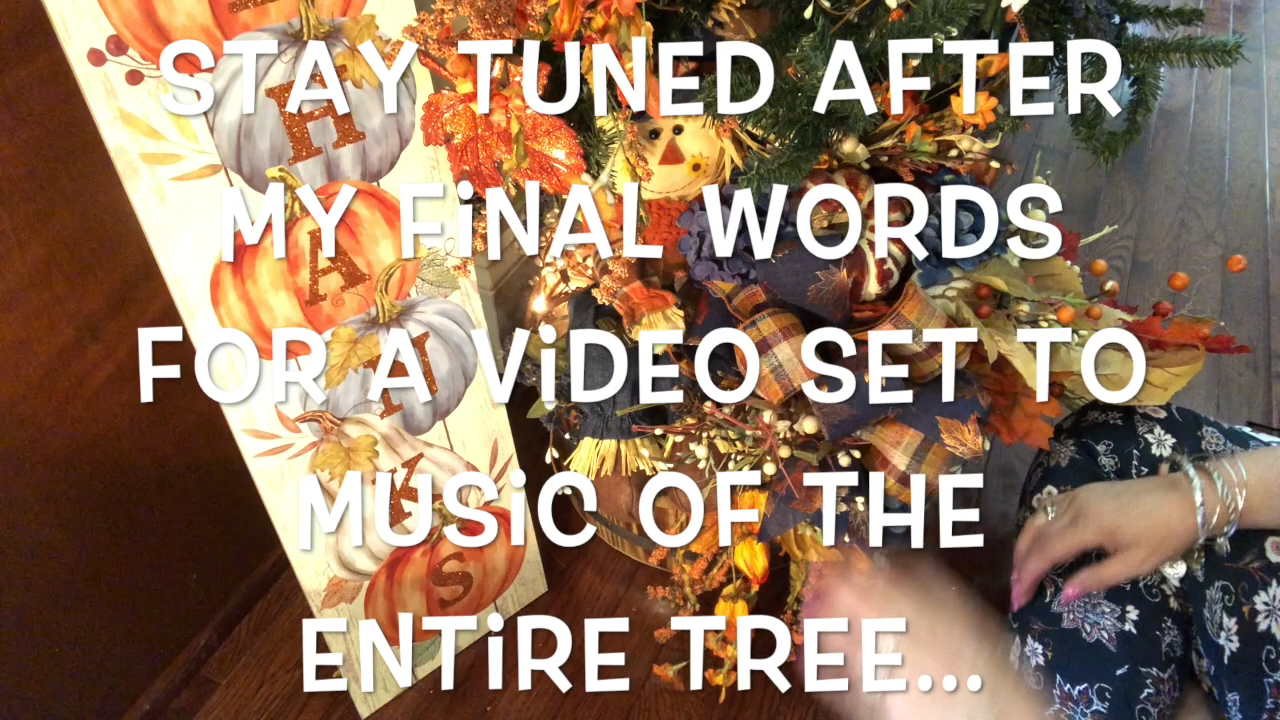 STAY TUNED AFTER
MY FiNAL WORDS
FOR A ViDEO SET TO
MUSiC OF THE
ENTiRE TREE...
H
A
N
K
S